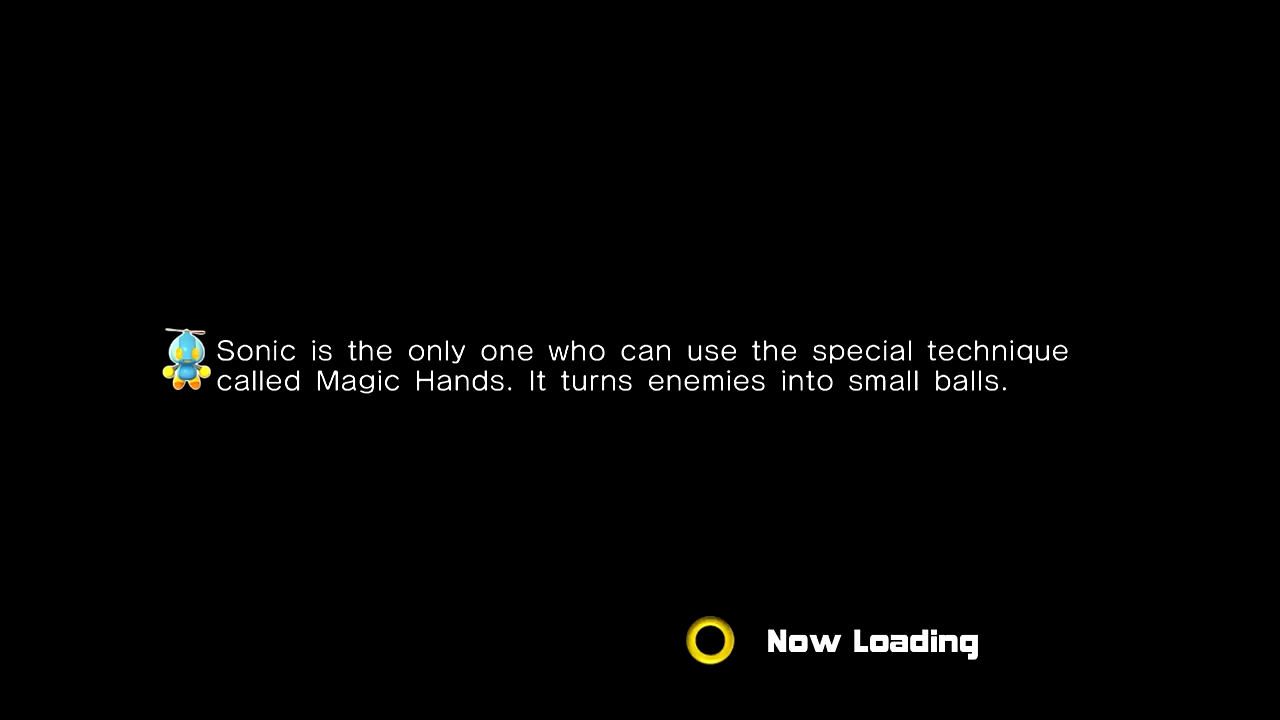 Sonic is the only one who can use the special technique
called Magic Hands. It turns enemies into small balls.
Now Loading